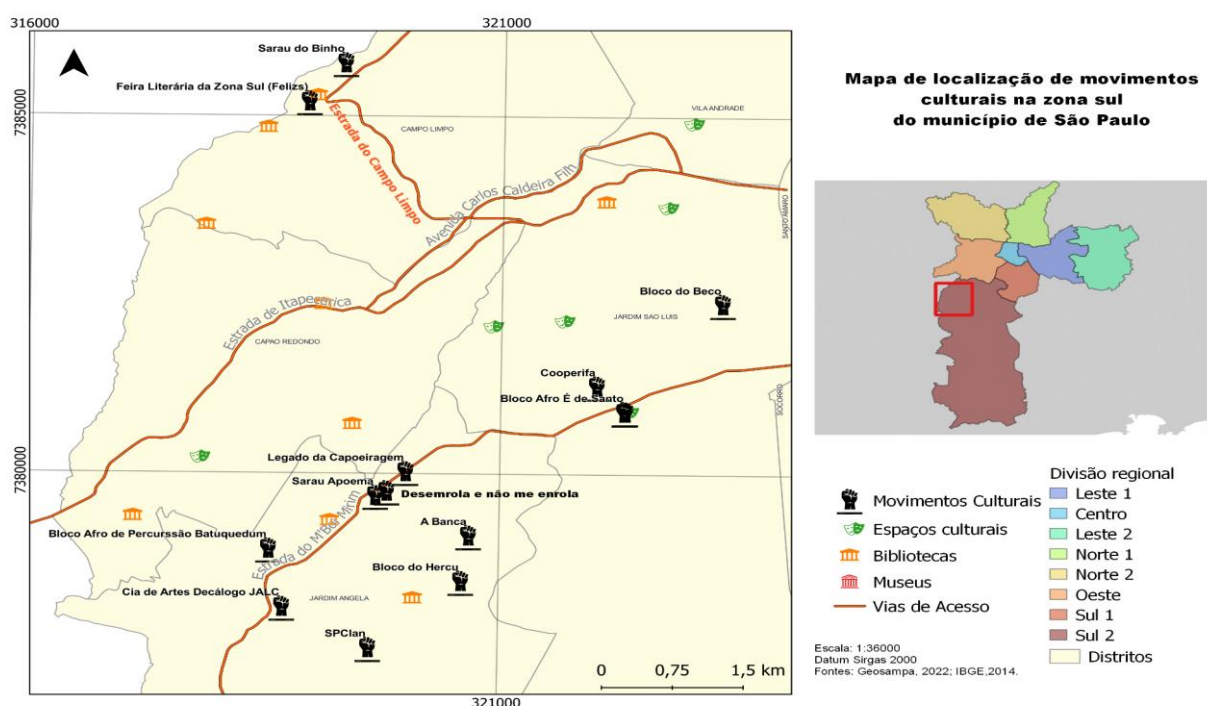 316000
321000
Sarau do Binho
Feira Literária da Zona Sul (Felizs)
7385000
Estrada do Campo Limpo
CAMPO LIMPO
VILA ANDRADE
Avenida Carlos Caldeira Filh
SANTO AMARO
Estrada de Itapecerica
Bloco do Beco
JARDIM SAO LUIS
CAPAO REDONDO
Cooperifa
Bloco Afro É de Santo
SOCORRO
7380000
Legado da Capoeiragem
Sarau Apoema
Desemrola e não me enrola
A Banca
Bloco Afro de Percurssão Batuquedum
Estrada do M'Boi Mirim
Bloco do Hercu
Cia de Artes Decálogo JALC
JARDIM ANGELA
SPClan
0 0,75 1,5 km
321000
Mapa de localização de movimentos
culturais na zona sul
do município de São Paulo
Movimentos Culturais
Espaços culturais
Bibliotecas
Museus
Vias de Acesso
Divisão regional
Leste 1
Centro
Leste 2
Norte 1
Norte 2
Oeste
Sul 1
Sul 2
Distritos
Escala: 1:36000
Datum Sirgas 2000
Fontes: Geosampa, 2022; IBGE,2014.